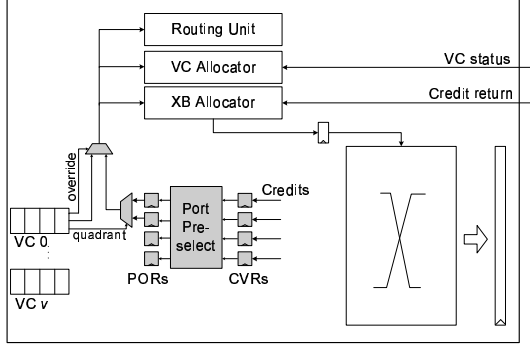 Routing Unit
VC Allocator
VC status
XB Allocator
Credit return
override
Credits
Port
Pre-
select
VC 0
quadrant
PORs
CVRs
VC v